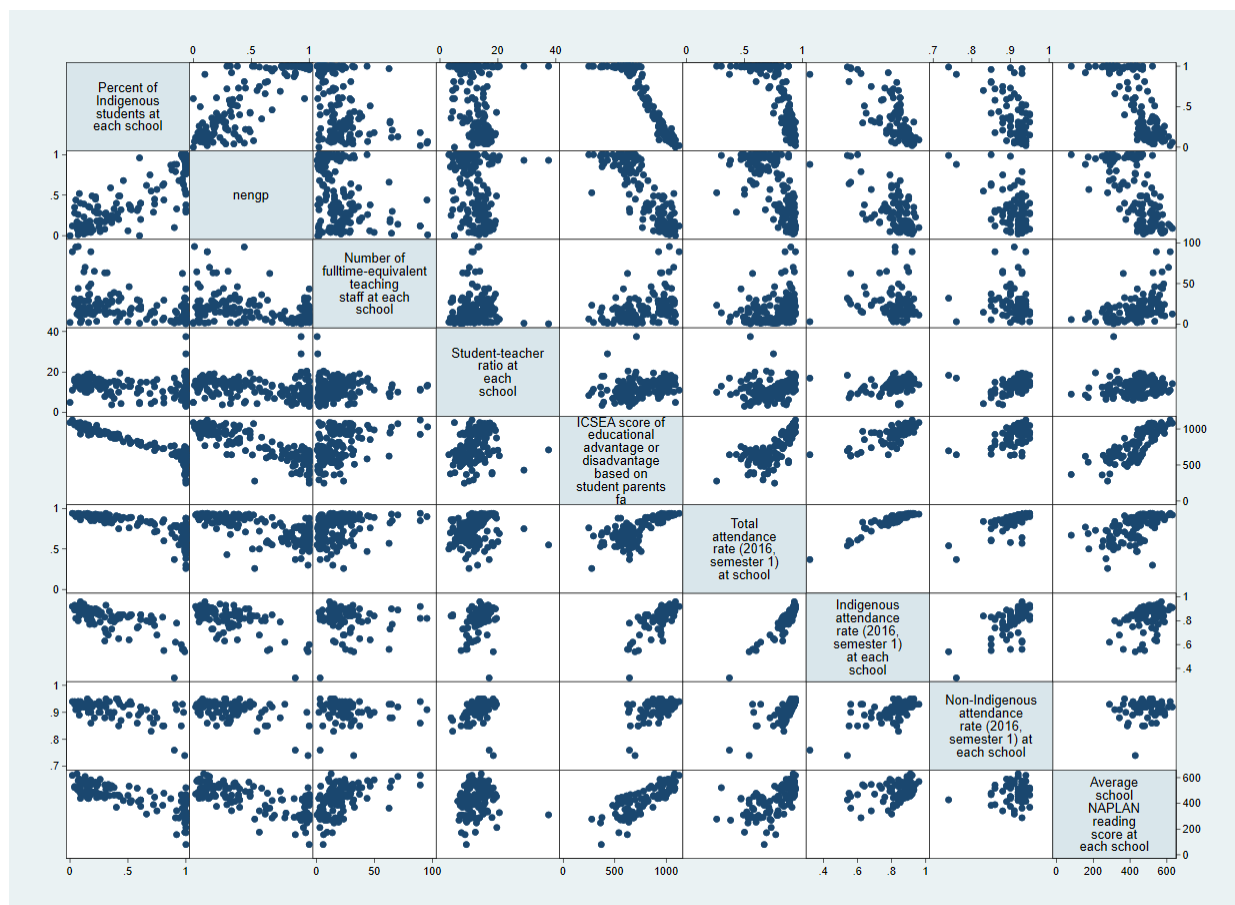 0 .5 1 0 20 40 0 .5 1 .7 .8 .9 1
Percent of
Indigenous
students at
each school
1
.5
0
1
.5
0
nengp
Number of
fulltime-equivalent
teaching
staff at each
school
100
50
0
40
20
0
Student-teacher
ratio at
each
school
ICSEA score of
educational
advantage or
disadvantage
based on
student parents
fa
1000
500
0
1
.5
0
Total
attendance
rate (2016,
semester 1)
at school
Indigenous
attendance
rate (2016,
semester 1)
at each
school
1
.8
.6
.4
1
.9
.8
.7
Non-Indigenous
attendance
rate (2016,
semester 1) at
each school
Average
school
NAPLAN
reading
score at
each school
600
400
200
0
0 .5 1 0 50 100 0 500 1000 .4 .6 .8 1 0 200 400 600